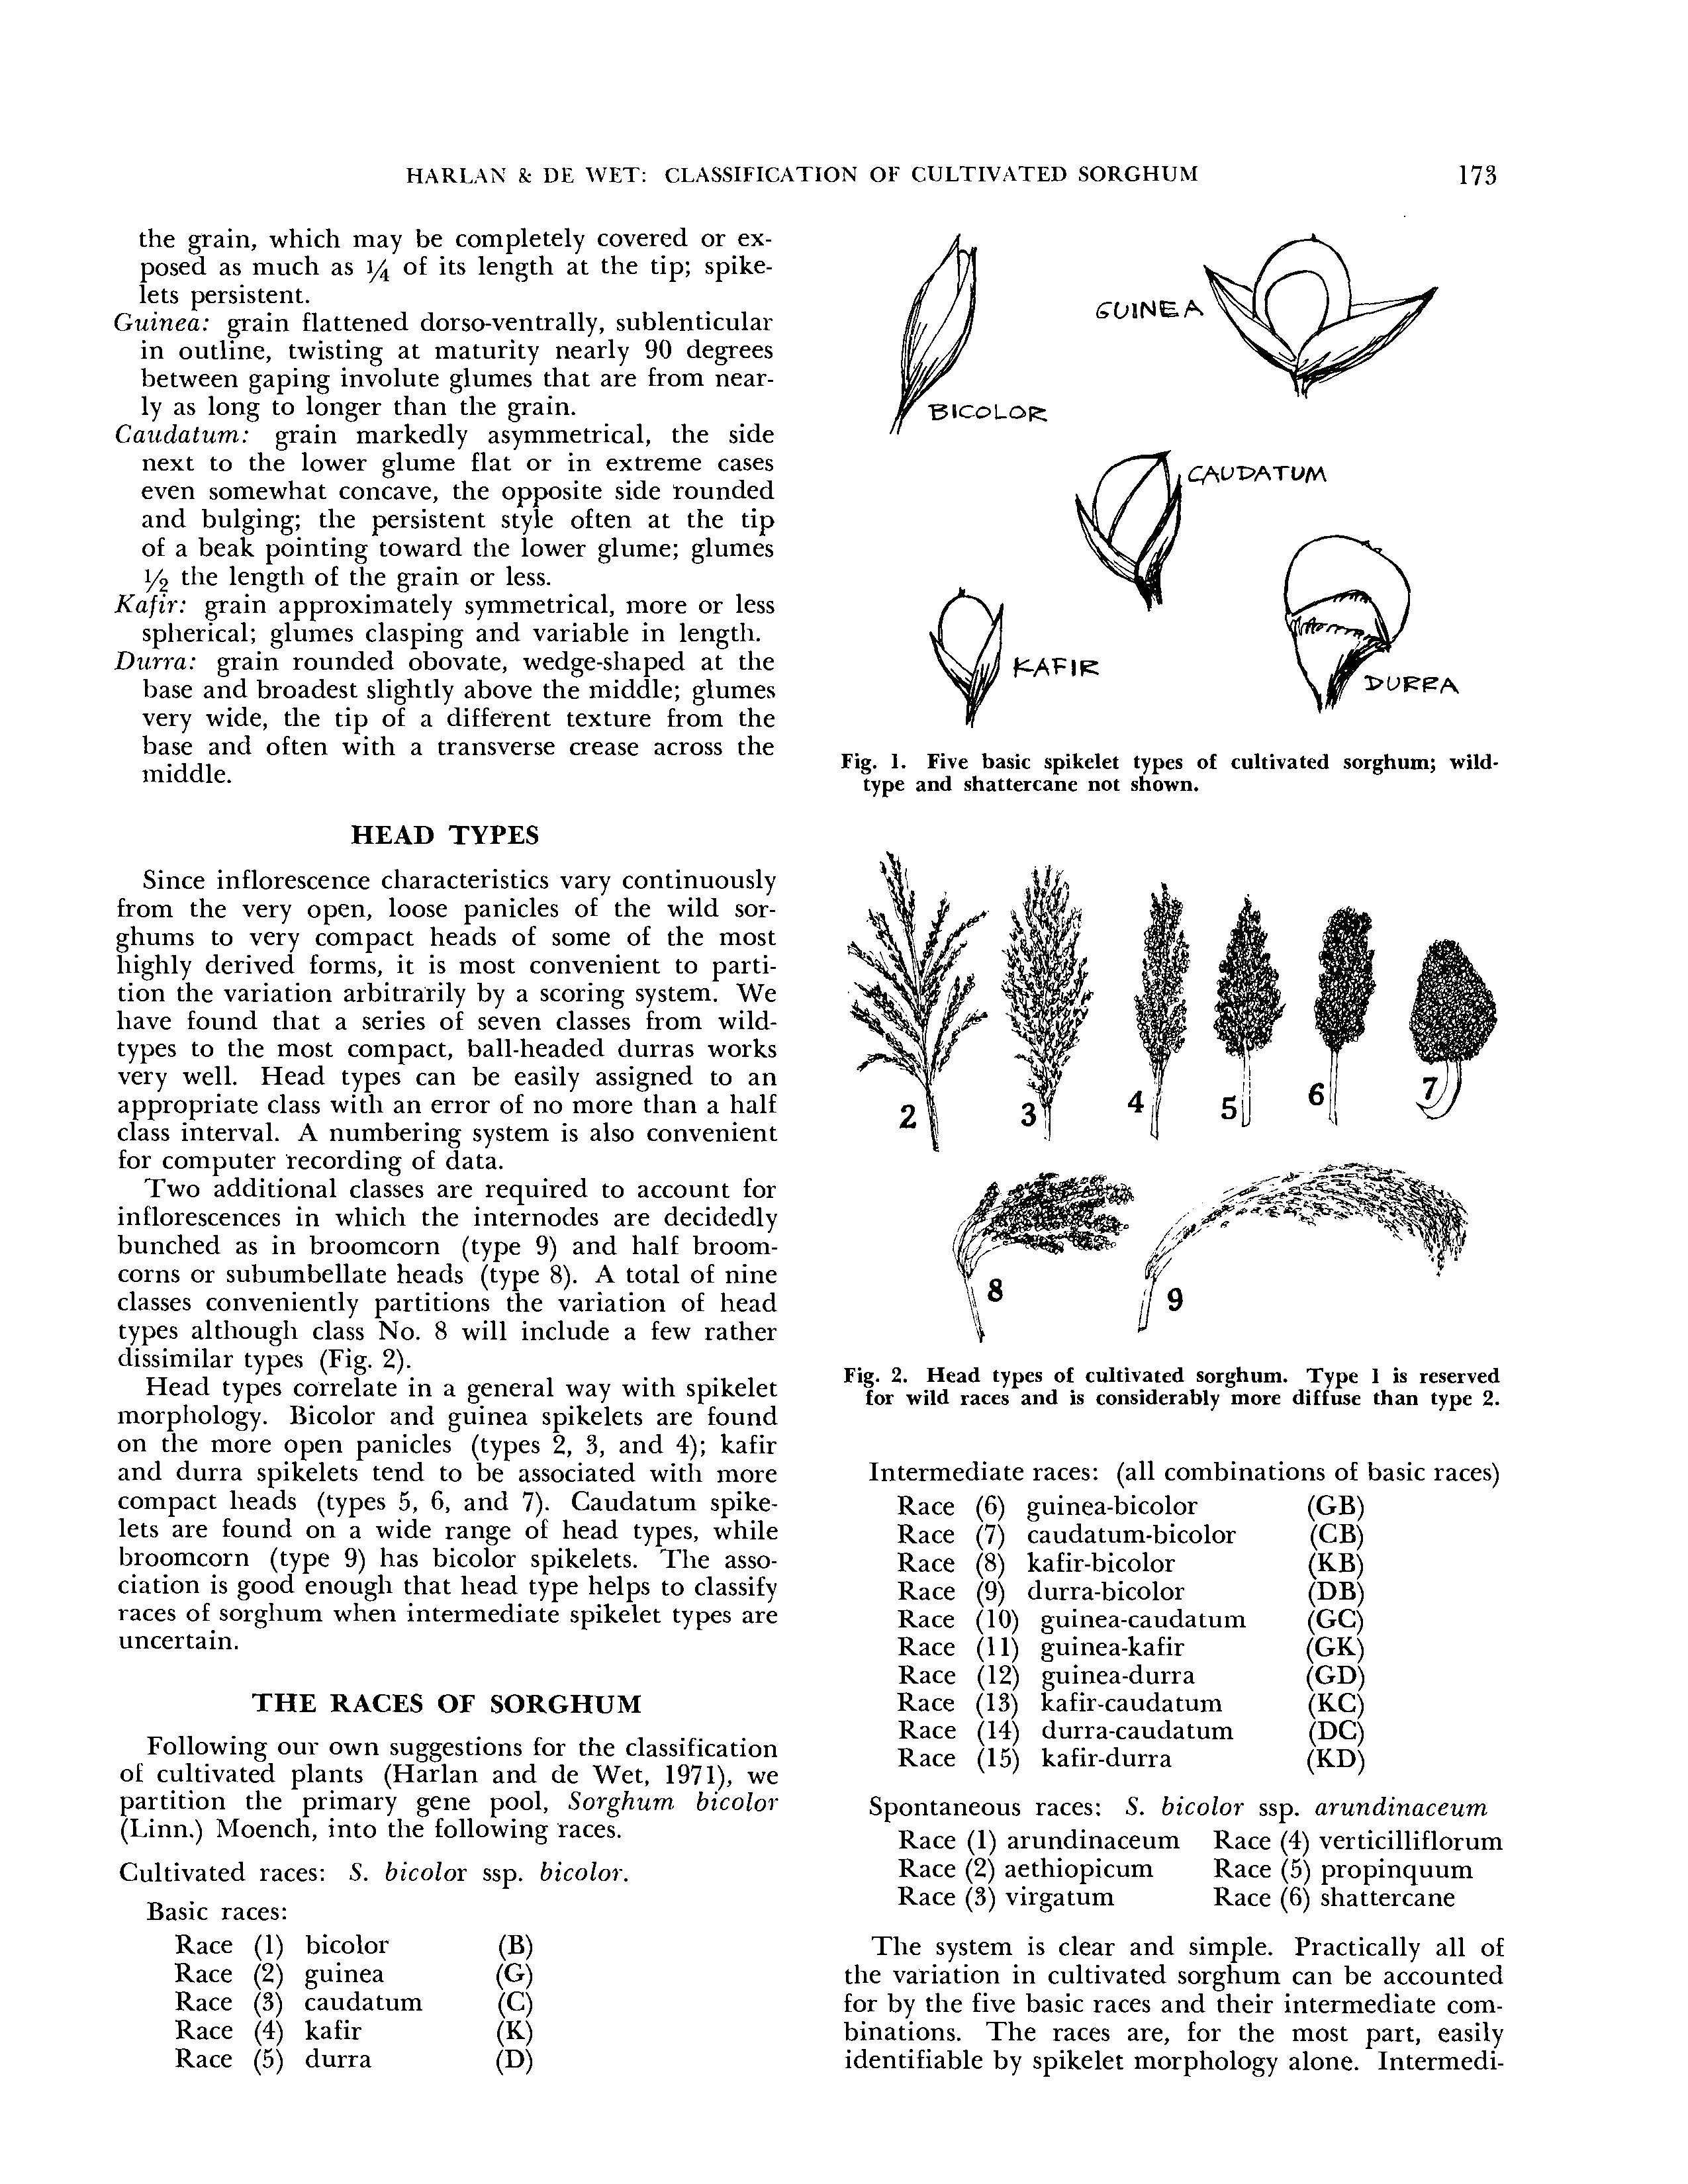 HARLAN & DE WET: CLASSIFICATION OF CULTIVATED SORGHUM 173
the grain, which may be completely covered or ex-
posed as much as 1/4 of its length at the tip; spike-
lets persistent.
Guinea: grain flattened dorso-ventrally, sublenticular
in outline, twisting at maturity nearly 90 degrees
between gaping involute glumes that are from near-
ly as long to longer than the grain.
Caudatum: grain markedly asymmetrical, the side
next to the lower glume flat or in extreme cases
even somewhat concave, the opposite side rounded
and bulging; the persistent style often at the tip
of a beak pointing toward the lower glume; glumes
1/2 the length of the grain or less.
Kafir: grain approximately symmetrical, more or less
spherical; glumes clasping and variable in length.
Durra: grain rounded obovate, wedge-shaped at the
base and broadest slightly above the middle; glumes
very wide, the tip of a different texture from the
base and often with a transverse crease across the
middle.
HEAD TYPES
Since inflorescence characteristics vary continuously
from the very open, loose panicles of the wild sor-
ghums to very compact heads of some of the most
highly derived forms, it is most convenient to parti-
tion the variation arbitrarily by a scoring system. We
have found that a series of seven classes from wild-
types to the most compact, ball-headed durras works
very well. Head types can be easily assigned to an
appropriate class with an error of no more than a half
class interval. A numbering system is also convenient
for computer recording of data.
Two additional classes are required to account for
inflorescences in which the internodes are decidedly
bunched as in broomcorn (type 9) and half broom-
corns or subumbellate heads (type 8). A total of nine
classes conveniently partitions the variation of head
types although class No. 8 will include a few rather
dissimilar types (Fig. 2).
Head types correlate in a general way with spikelet
morphology. Bicolor and guinea spikelets are found
on the more open panicles (types 2, 3, and 4); kafir
and durra spikelets tend to be associated with more
compact heads (types 5, 6, and 7). Caudatum spike-
lets are found on a wide range of head types, while
broomcorn (type 9) has bicolor spikelets. The asso-
ciation is good enough that head type helps to classify
races of sorghum when intermediate spikelet types are
uncertain.
THE RACES OF SORGHUM
Following our own suggestions for the classification
of cultivated plants (Harlan and de Wet, 1971), we
partition the primary gene pool, Sorghum bicolor
(Linn.) Moench, into the following races.
Cultivated races: S. bicolor ssp. bicolor.
Basic races:
Race (1) bicolor (B)
Race (2) guinea (G)
Race (3) caudatum (C)
Race (4) kafir (K)
Race (5) durra (D)
GUINEA
BICOLOR
CAUDATUM
KAFIR
DURRA
Fig. 1. Five basic spikelet types of cultivated sorghum; wild-
type and shattercane not shown.
2 3 4 5 6 7
8 9
Fig. 2. Head types of cultivated sorghum. Type 1 is reserved
for wild races and is considerably more diffuse than type 2.
Intermediate races: (all combinations of basic races)
Race (6) guinea-bicolor (GB)
Race (7) caudatum-bicolor (CB)
Race (8) kafir-bicolor (KB)
Race (9) durra-bicolor (DB)
Race (10) guinea-caudatum (GC)
Race (11) guinea-kafir (GK)
Race (12) guinea-durra (GD)
Race (13) kafir-caudatum (KC)
Race (14) durra-caudatum (DC)
Race (15) kafir-durra (KD)
Spontaneous races: S. bicolor ssp. arundinaceum
Race (1) arundinaceum Race (4) verticilliflorum
Race (2) aethiopicum Race (5) propinquum
Race (3) virgatum Race (6) shattercane
The system is clear and simple. Practically all of
the variation in cultivated sorghum can be accounted
for by the five basic races and their intermediate com-
binations. The races are, for the most part, easily
identifiable by spikelet morphology alone. Intermedi-